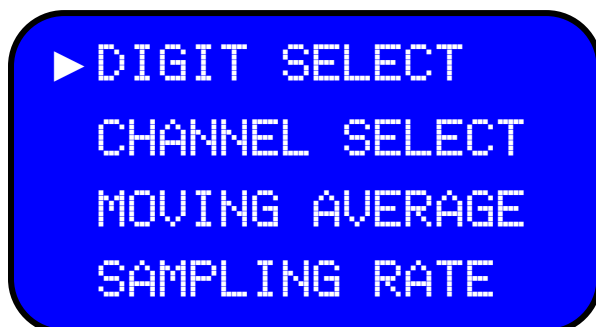 ►DIGIT SELECT
CHANNEL SELECT
MOVING AVERAGE
SAMPLING RATE